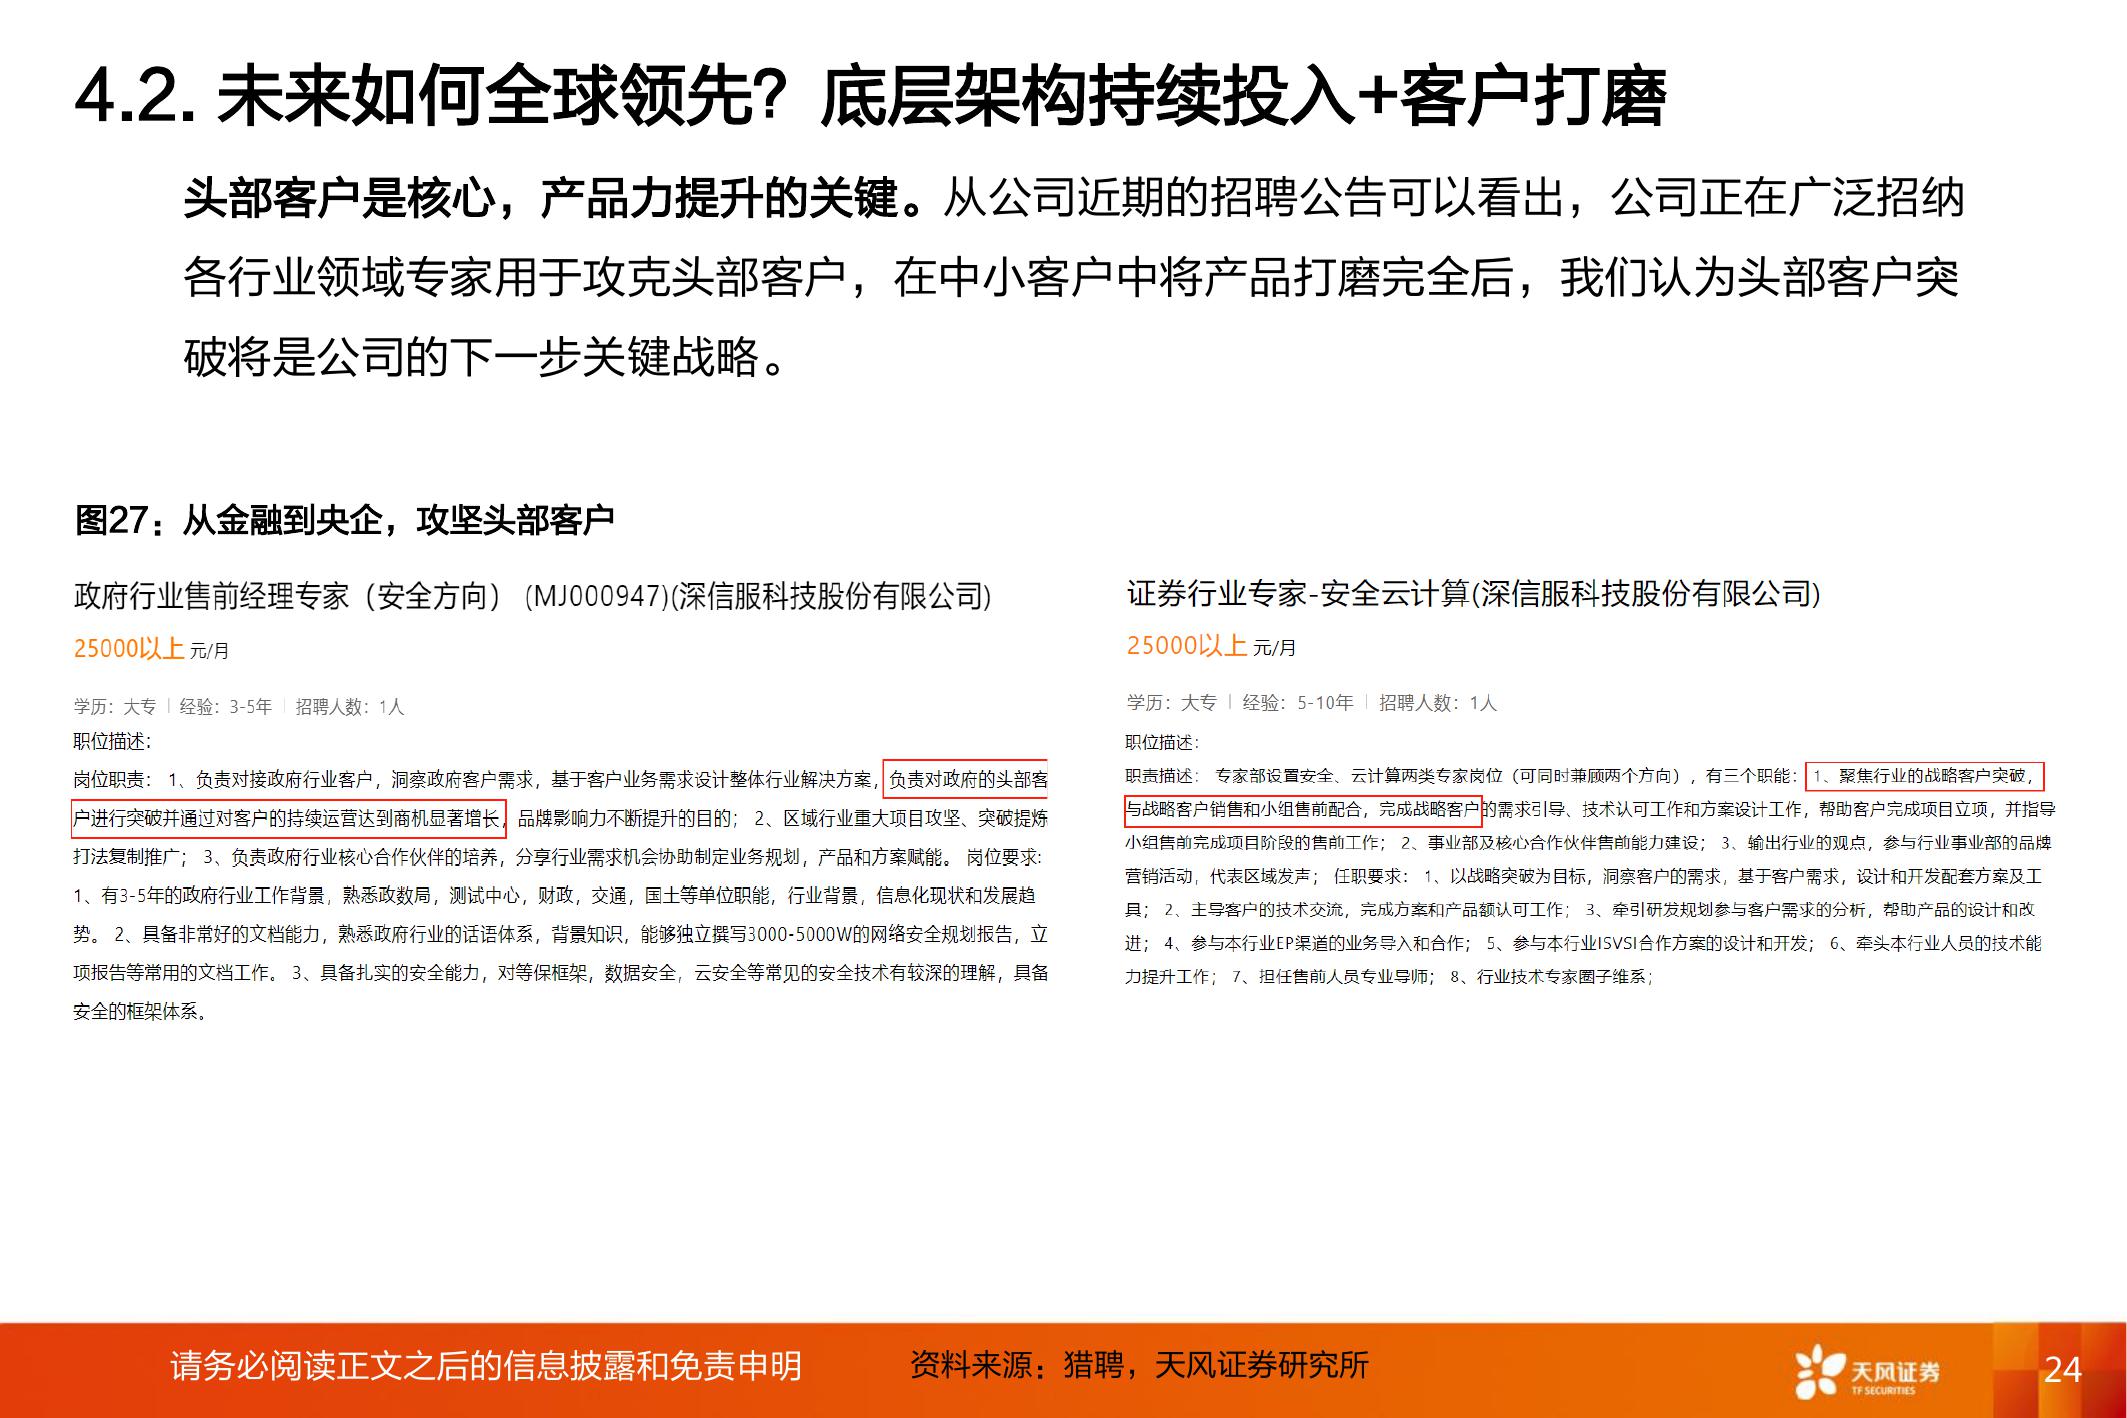 4.2. 未来如何全球领先？底层架构持续投入+客户打磨
头部客户是核心，产品力提升的关键。从公司近期的招聘公告可以看出，公司正在广泛招纳
各行业领域专家用于攻克头部客户，在中小客户中将产品打磨完全后，我们认为头部客户突
破将是公司的下一步关键战略。
图27：从金融到央企，攻坚头部客户
政府行业售前经理专家（安全方向） (MJ000947)(深信服科技股份有限公司)
25000以上 元/月
学历：大专 | 经验：3-5年 | 招聘人数：1人
职位描述：
岗位职责： 1、负责对接政府行业客户，洞察政府客户需求，基于客户业务需求设计整体行业解决方案，负责对政府的头部客
户进行突破并通过对客户的持续运营达到商机显著增长，品牌影响力不断提升的目的； 2、区域行业重大项目攻坚、突破提炼
打法复制推广； 3、负责政府行业核心合作伙伴的培养，分享行业需求机会协助制定业务规划，产品和方案赋能。 岗位要求：
1、有3-5年的政府行业工作背景，熟悉政数局，测试中心，财政，交通，国土等单位职能，行业背景，信息化现状和发展趋
势。 2、具备非常好的文档能力，熟悉政府行业的话语体系，背景知识，能够独立撰写3000-5000W的网络安全规划报告，立
项报告等常用的文档工作。 3、具备扎实的安全能力，对等保框架，数据安全，云安全等常见的安全技术有较深的理解，具备
安全的框架体系。
证券行业专家-安全云计算(深信服科技股份有限公司)
25000以上 元/月
学历：大专 | 经验：5-10年 | 招聘人数：1人
职位描述：
职责描述： 专家部设置安全、云计算两类专家岗位（可同时兼顾两个方向），有三个职能：1、聚焦行业的战略客户突破，
与战略客户销售和小组售前配合，完成战略客户的需求引导、技术认可工作和方案设计工作，帮助客户完成项目立项，并指导
小组售前完成项目阶段的售前工作； 2、事业部及核心合作伙伴售前能力建设； 3、输出行业的观点，参与行业事业部的品牌
营销活动，代表区域发声； 任职要求： 1、以战略突破为目标，洞察客户的需求，基于客户需求，设计和开发配套方案及工
具； 2、主导客户的技术交流，完成方案和产品额认可工作； 3、牵引研发规划参与客户需求的分析，帮助产品的设计和改
进； 4、参与本行业EP渠道的业务导入和合作； 5、参与本行业ISVSI合作方案的设计和开发； 6、牵头本行业人员的技术能
力提升工作； 7、担任售前人员专业导师； 8、行业技术专家圈子维系；
请务必阅读正文之后的信息披露和免责申明
资料来源：猎聘，天风证券研究所
天风证券
TF SECURITIES
24